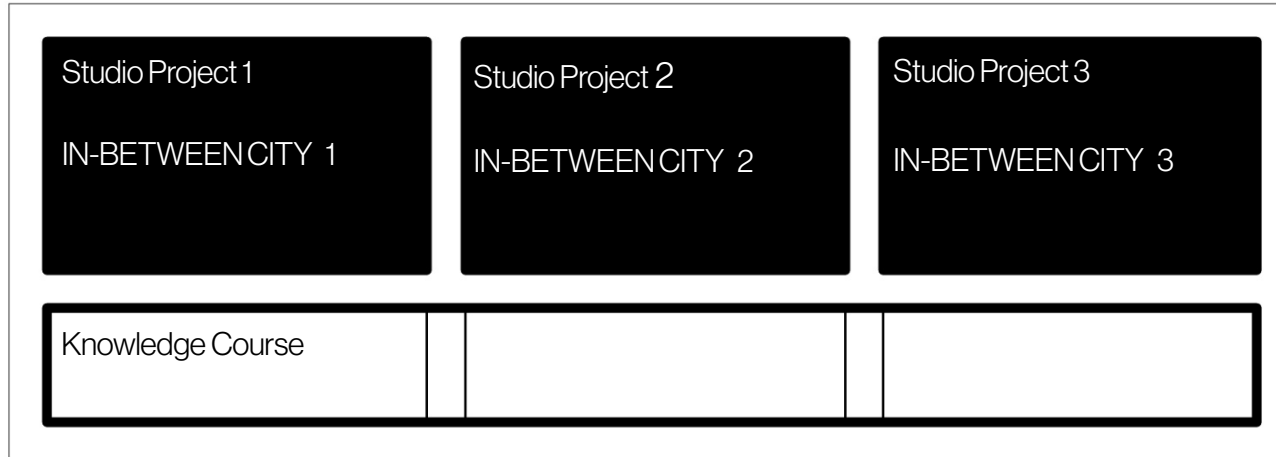 Studio Project 1
IN-BETWEEN CITY 1
Studio Project 2
IN-BETWEEN CITY 2
Studio Project 3
IN-BETWEEN CITY 3
Knowledge Course